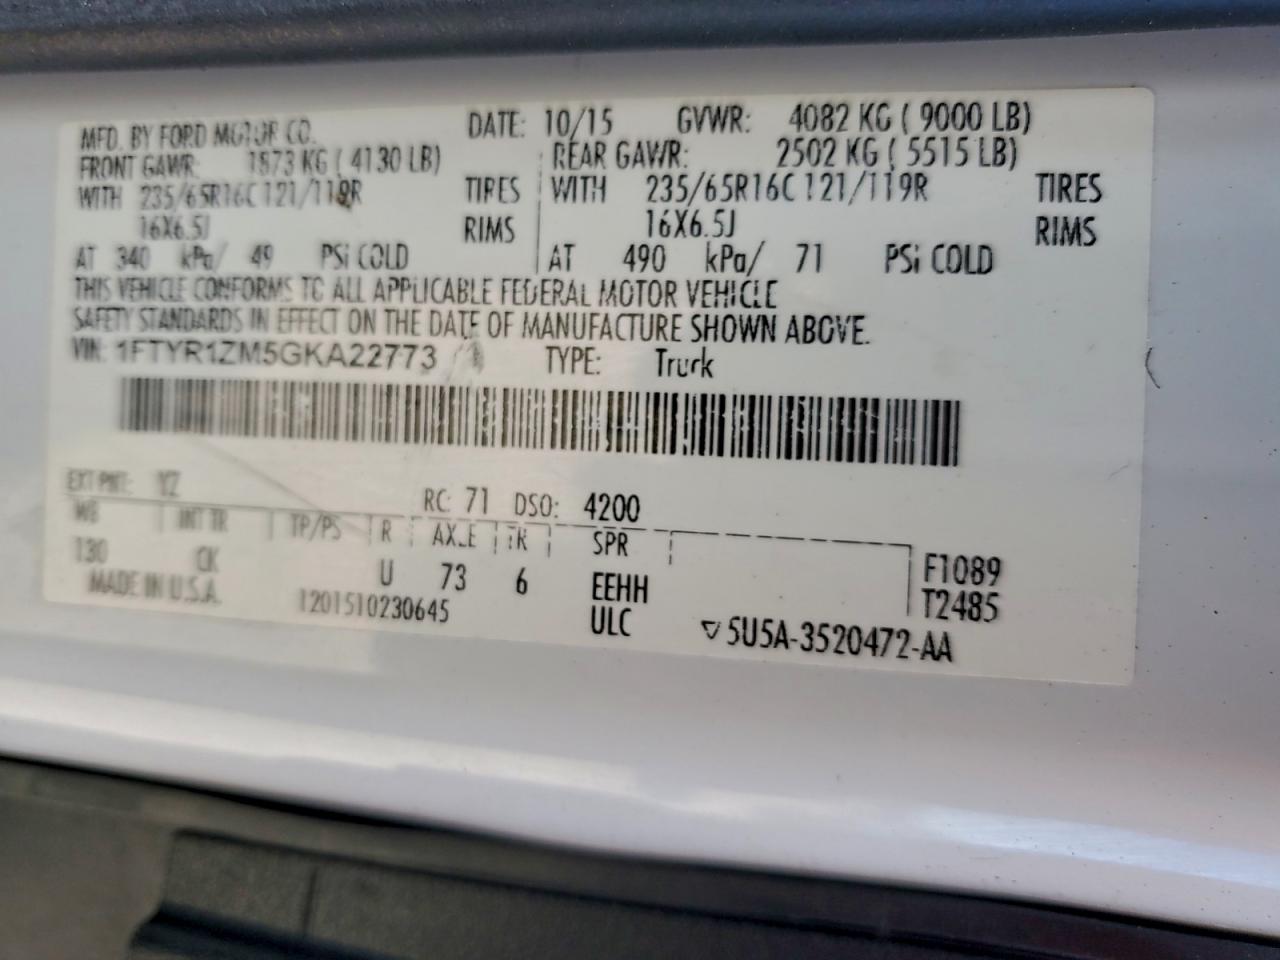 MFD. BY FORD MOTOR CO. DATE: 10/15 GVWR: 4082 KG ( 9000 LB)
FRONT GAWR: 1873 KG ( 4130 LB) REAR GAWR: 2502 KG ( 5515 LB)
WITH 235/65R16C 121/119R TIRES WITH 235/65R16C 121/119R TIRES
16X6.5J RIMS 16X6.5J RIMS
AT 340 kPa/ 49 PSi COLD AT 490 kPa/ 71 PSi COLD
THIS VEHICLE CONFORMS TO ALL APPLICABLE FEDERAL MOTOR VEHICLE
SAFETY STANDARDS IN EFFECT ON THE DATE OF MANUFACTURE SHOWN ABOVE.
VIN: 1FTYR1ZM5GKA22773 TYPE: Truck
EXT PNT: YZ RC: 71 DSO: 4200
WB INT TR TP/PS R AXLE TR SPR
130 CK U 73 6 EEHH F1089
MADE IN U.S.A. 1201510230645 ULC T2485
▽5U5A-3520472-AA